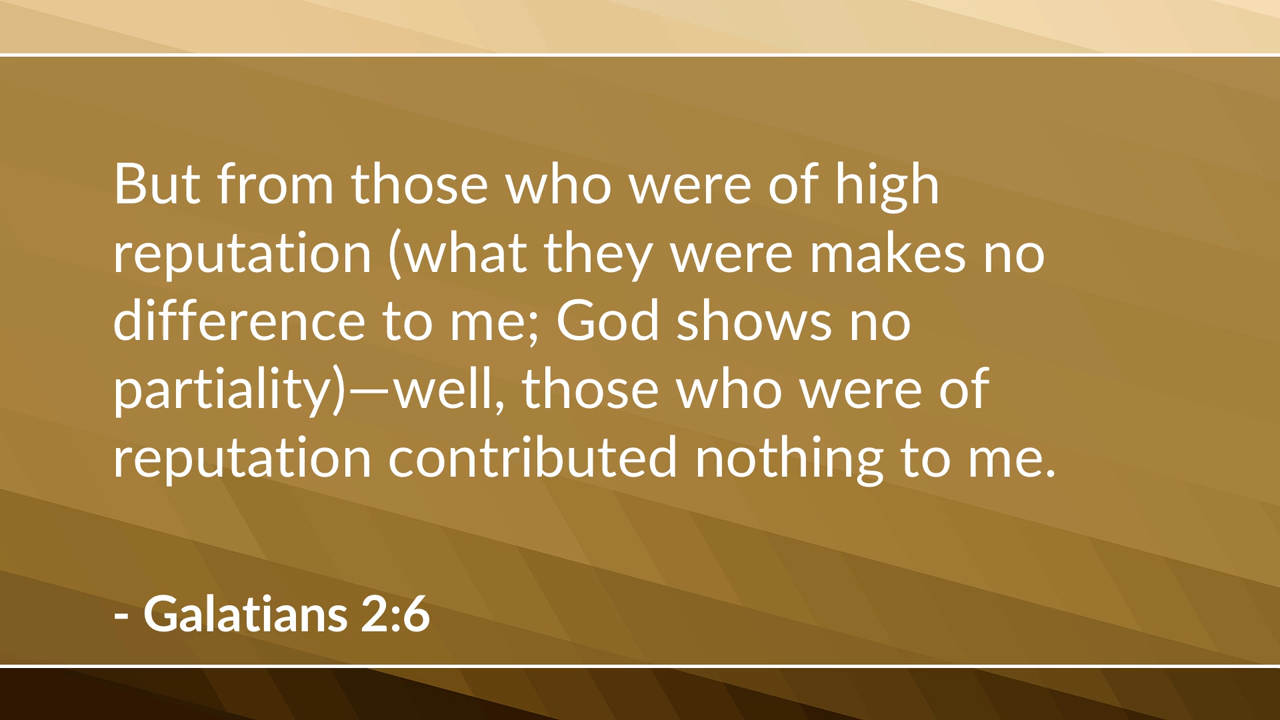 But from those who were of high
reputation (what they were makes no
difference to me; God shows no
partiality)—well, those who were of
reputation contributed nothing to me.
- Galatians 2:6